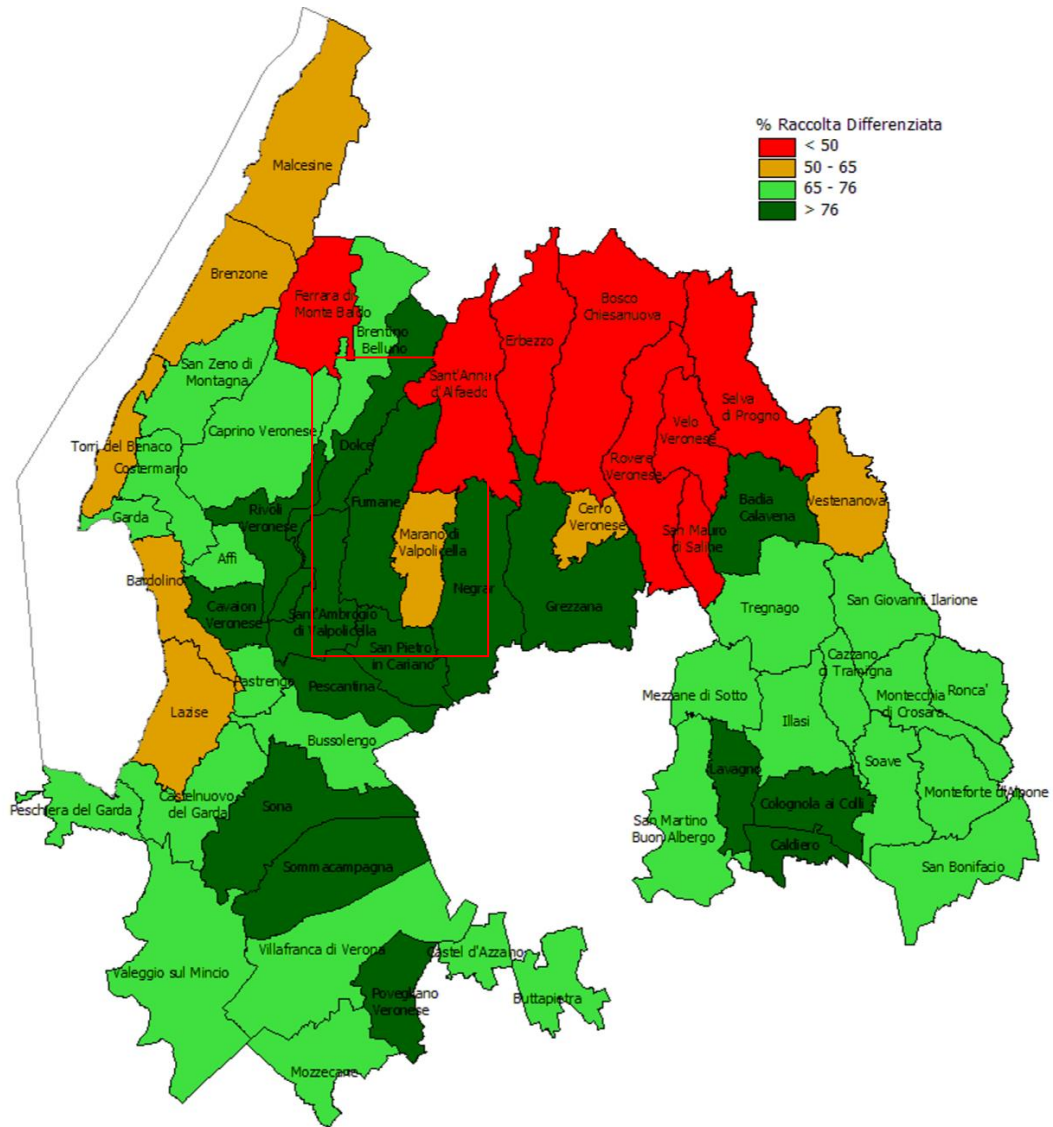 % Raccolta Differenziata
< 50
50 - 65
65 - 76
> 76
Malcesine
Brenzone
Ferrara di
Monte Baldo
Brentino
Belluno
Bosco
Chiesanuova
Erbezzo
San Zeno di
Montagna
Sant'Anna
d'Alfaedo
Selva
di Progno
Velo
Veronese
Caprino Veronese
Torri del Benaco
Dolce'
Rovere'
Veronese
Costermano
Fumane
Badia
Calavena
Vestenanova
Garda
Rivoli
Veronese
Cerro
Veronese
Marano di
Valpolicella
San Mauro
di Saline
Affi
Bardolino
Negrar
Grezzana
Cavaion
Veronese
Sant'Ambrogio
di Valpolicella
Tregnago
San Giovanni Ilarione
San Pietro
in Cariano
Cazzano
di Tramigna
Pastrengo
Pescantina
Mezzane di Sotto
Montecchia
di Crosara
Ronca'
Lazise
Illasi
Bussolengo
Soave
Lavagno
Peschiera del Garda
Castelnuovo
del Garda
Sona
Colognola ai Colli
Monteforte d'Alpone
San Martino
Buon Albergo
Caldiero
Sommacampagna
San Bonifacio
Villafranca di Verona
Castel d'Azzano
Valeggio sul Mincio
Povegliano
Veronese
Buttapietra
Mozzecane